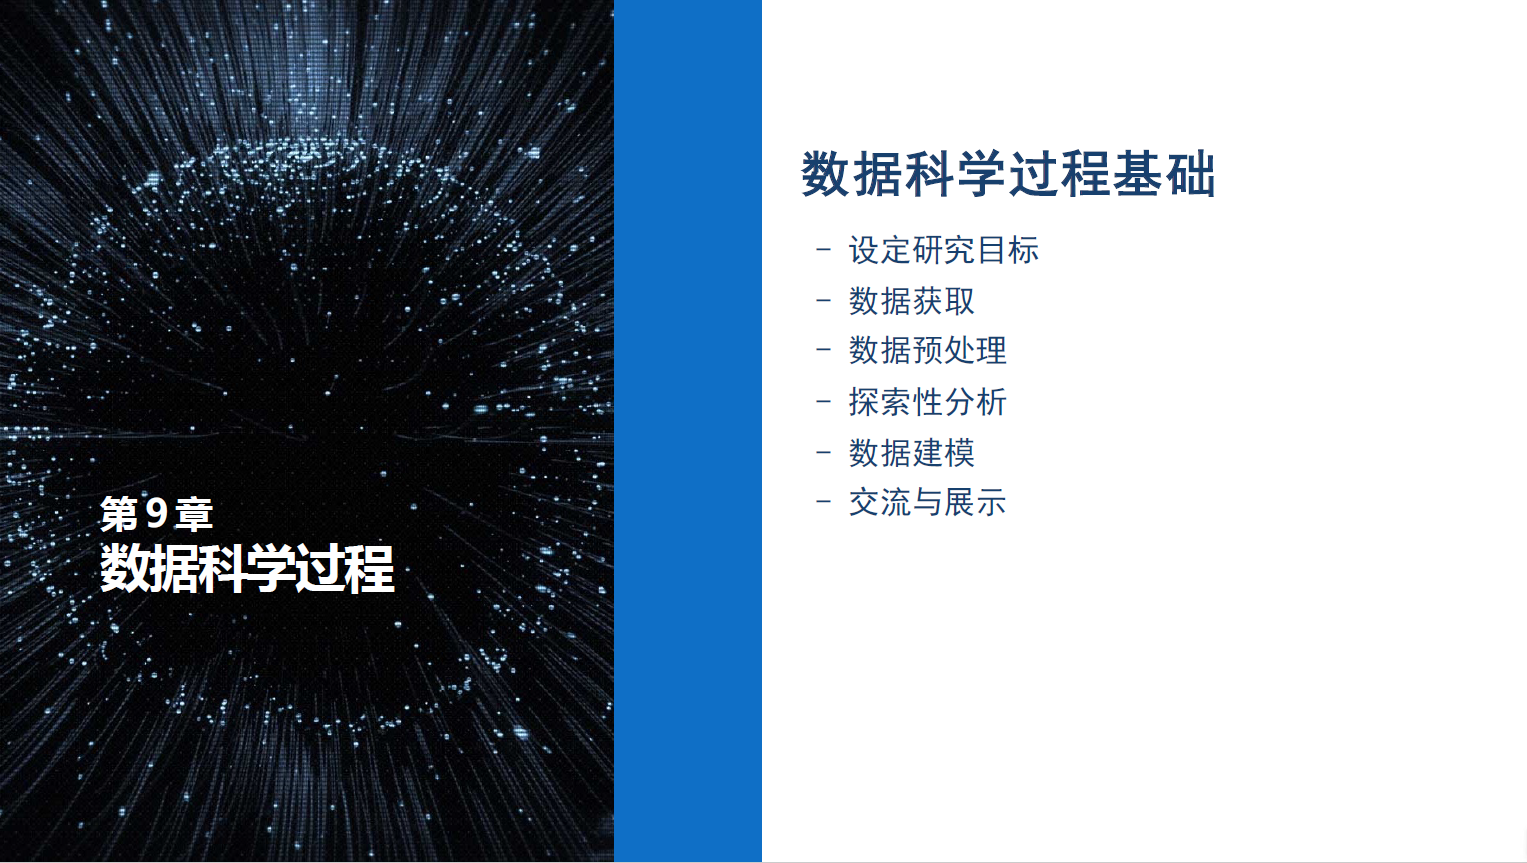 第9章
数据科学过程
数据科学过程基础
– 设定研究目标
– 数据获取
– 数据预处理
– 探索性分析
– 数据建模
– 交流与展示